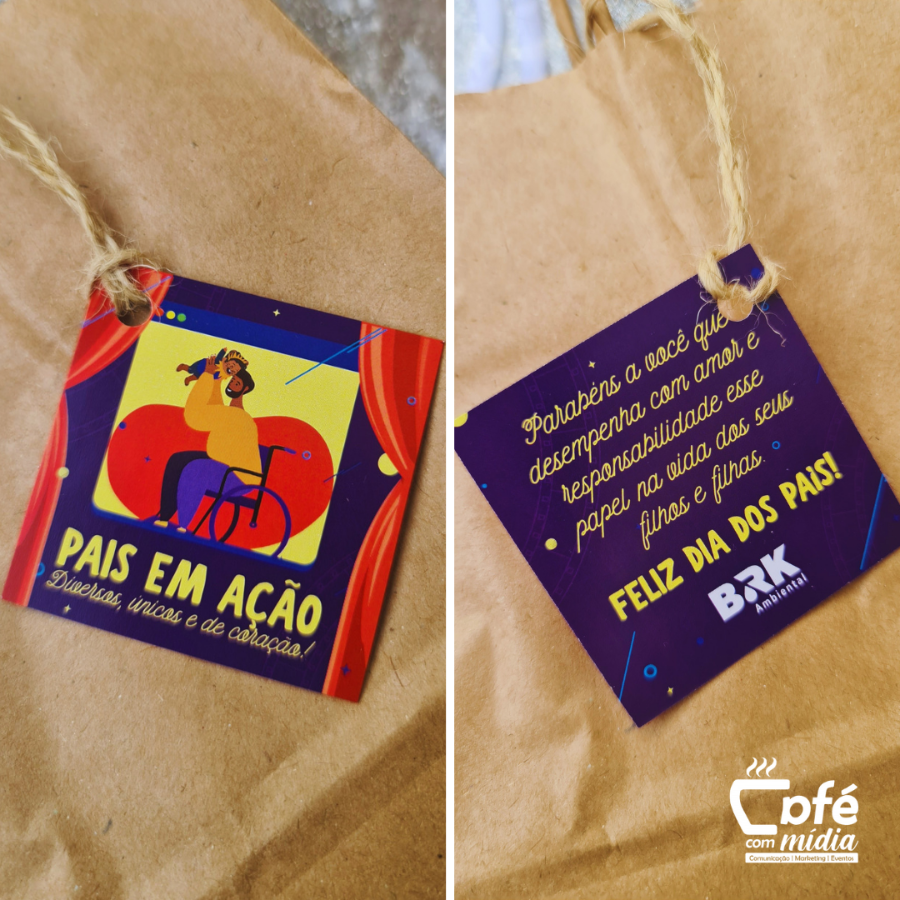 PAIS EM AÇÃO
Diversos, únicos e de coração!
Parabéns a você que
desempenha com amor e
responsabilidade esse
papel na vida dos seus
filhos e filhas.
FELIZ DIA DOS PAIS!
BRK
Ambiental
Café
com mídia
Comunicação | Marketing | Eventos